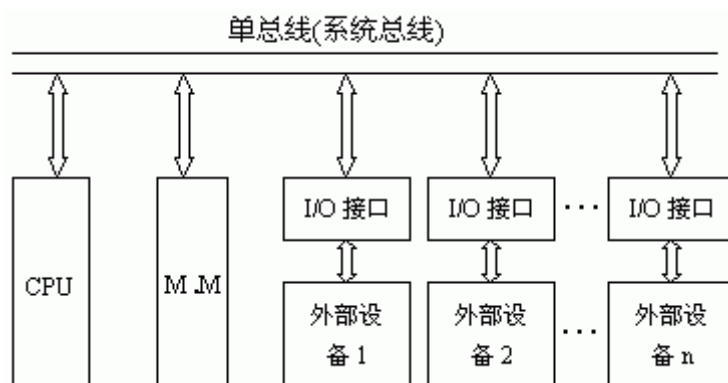 单总线(系统总线)
I/O 接口
I/O 接口
···
I/O 接口
CPU
M.M
外部设
备 1
外部设
备 2
···
外部设
备 n